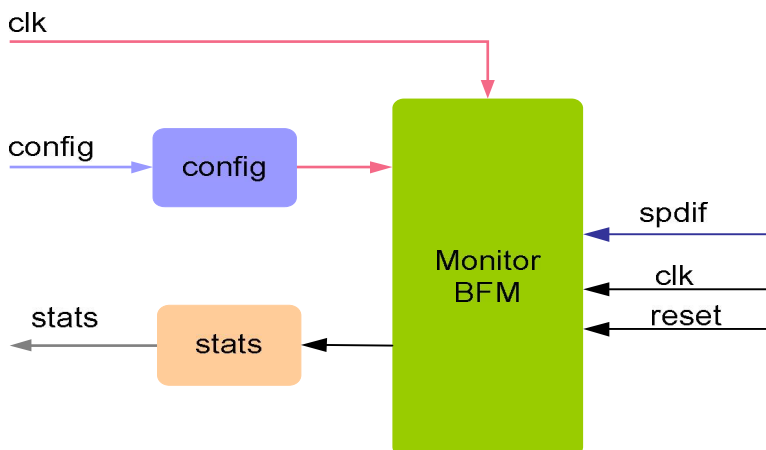 clk
config
config
spdif
Monitor
BFM
clk
reset
stats
stats